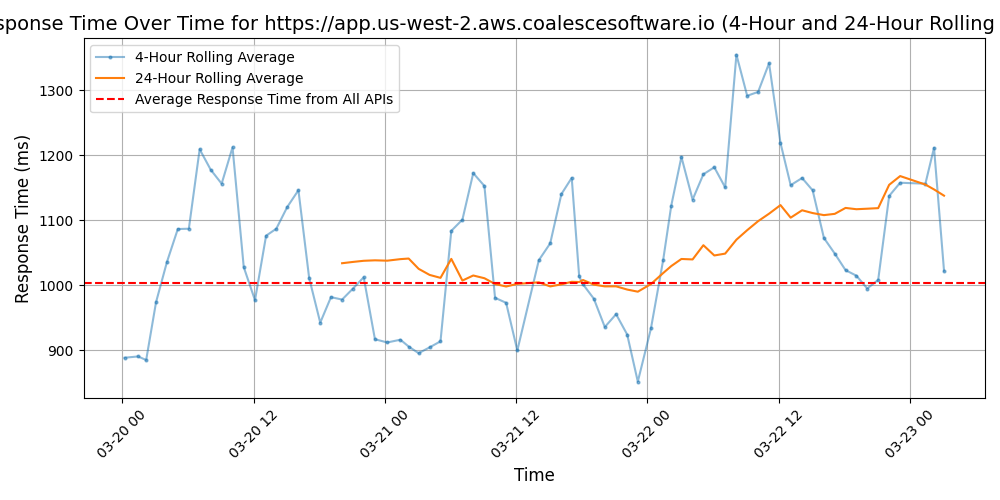 sponse Time Over Time for https://app.us-west-2.aws.coalescesoftware.io (4-Hour and 24-Hour Rolling
4-Hour Rolling Average
24-Hour Rolling Average
Average Response Time from All APIs
Response Time (ms)
1300
1200
1100
1000
900
03-20 00
03-20 12
03-21 00
03-21 12
03-22 00
03-22 12
03-23 00
Time